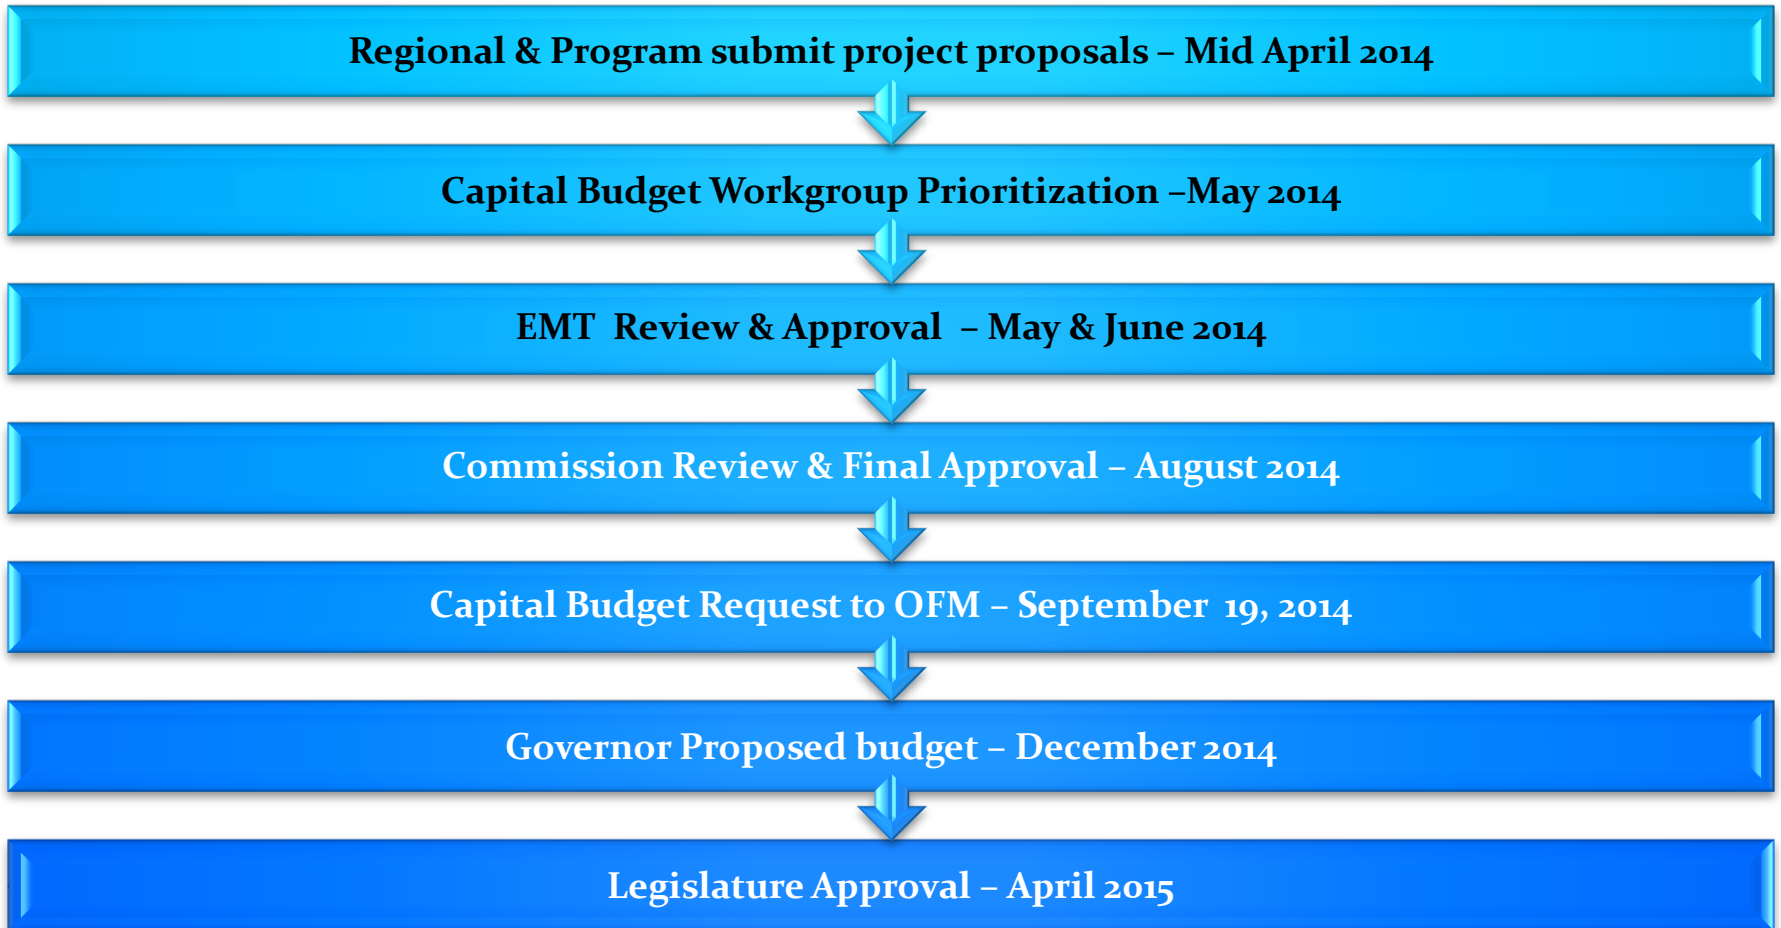 Regional & Program submit project proposals – Mid April 2014
Capital Budget Workgroup Prioritization –May 2014
EMT Review & Approval – May & June 2014
Commission Review & Final Approval – August 2014
Capital Budget Request to OFM – September 19, 2014
Governor Proposed budget – December 2014
Legislature Approval – April 2015